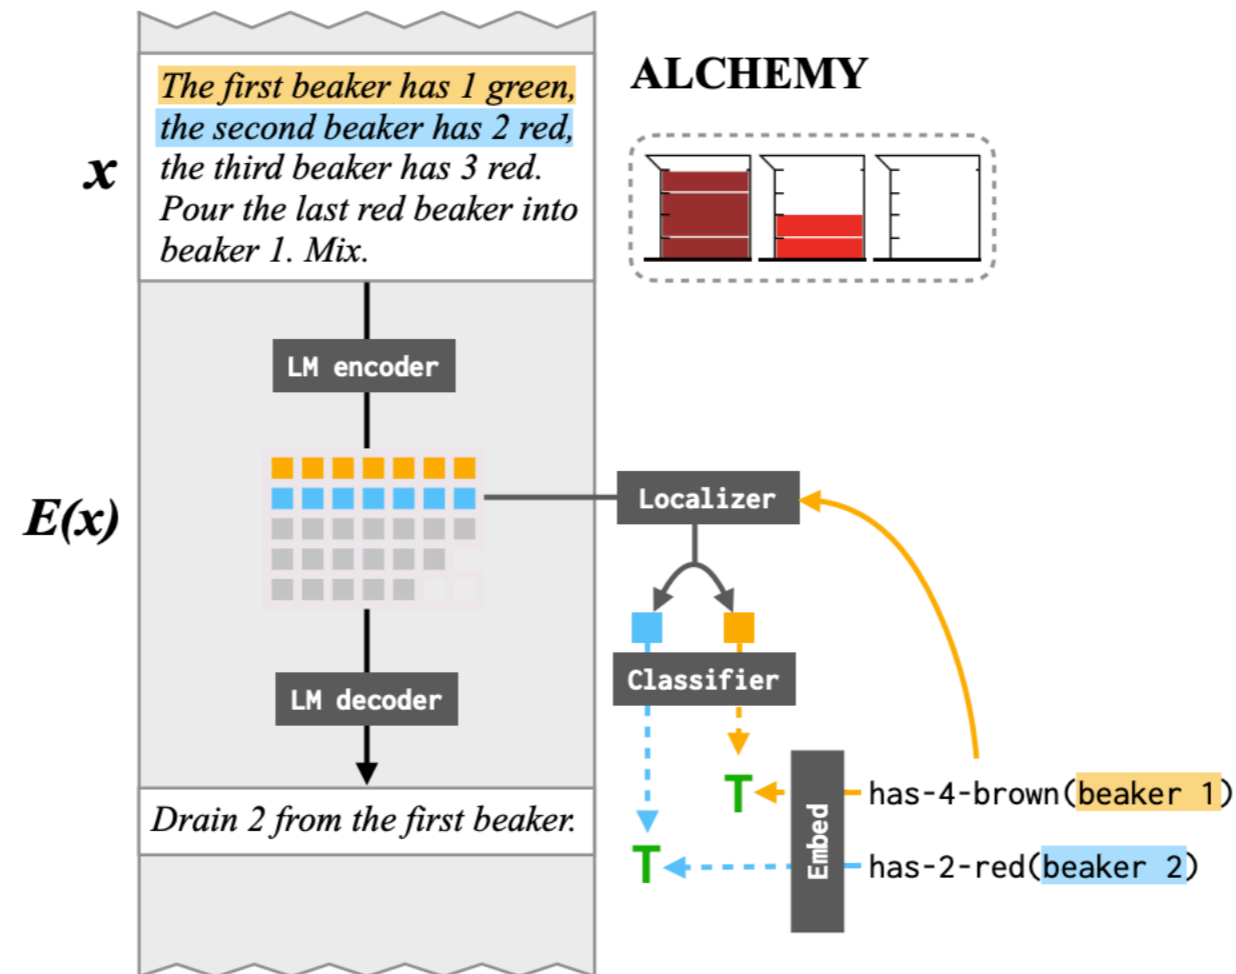 The first beaker has 1 green,
the second beaker has 2 red,
the third beaker has 3 red.
Pour the last red beaker into
beaker 1. Mix.
x
ALCHEMY
LM encoder
E(x)
Localizer
Classifier
LM decoder
T
has-4-brown(beaker 1)
T
has-2-red(beaker 2)
Embed
Drain 2 from the first beaker.